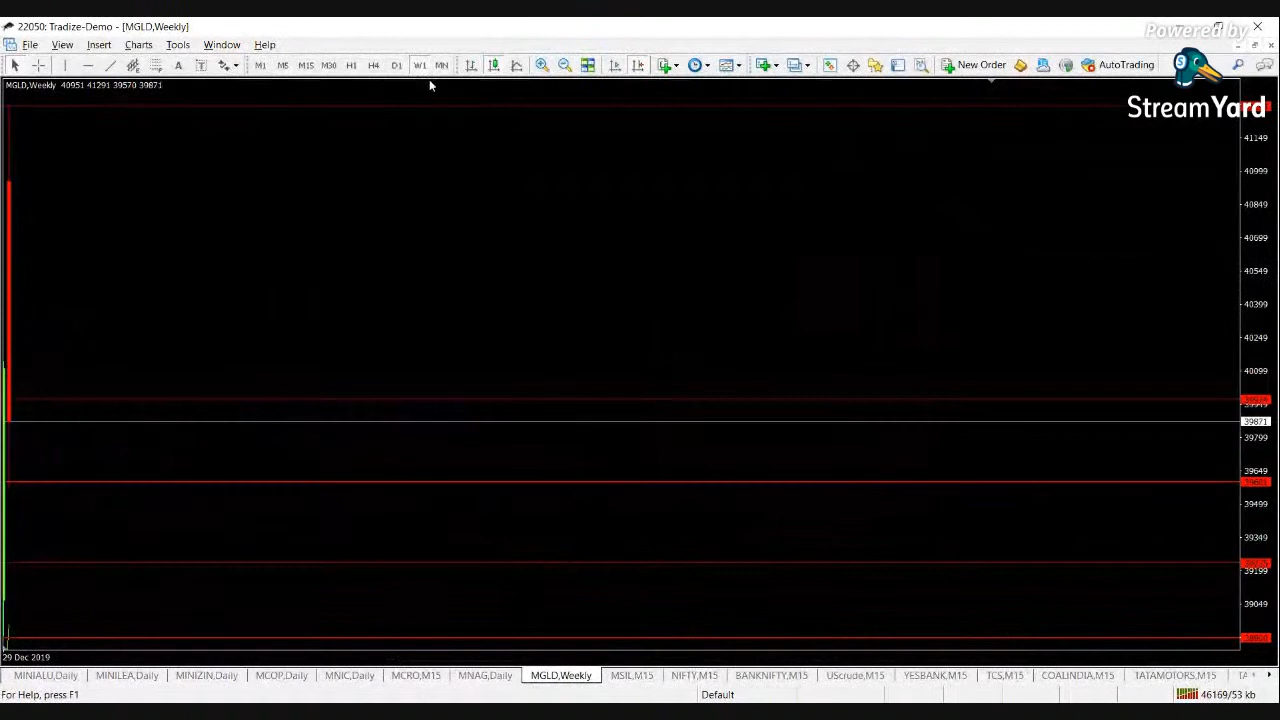 22050: Tradize-Demo - [MGLD,Weekly]
Powered by
StreamYard
File View Insert Charts Tools Window Help
M1 M5 M15 M30 H1 H4 D1 W1 MN New Order AutoTrading
MGLD,Weekly 40951 41291 39570 39871
41149
40999
40849
40699
40549
40399
40249
40099
39949
39871
39799
39649
39499
39349
39199
39049
29 Dec 2019
MINIALU,Daily MINILEA,Daily MINIZIN,Daily MCOP,Daily MNIC,Daily MCRO,M15 MNAG,Daily MGLD,Weekly MSIL,M15 NIFTY,M15 BANKNIFTY,M15 UScrude,M15 YESBANK,M15 TCS,M15 COALINDIA,M15 TATAMOTORS,M15
For Help, press F1
Default
46169/53 kb